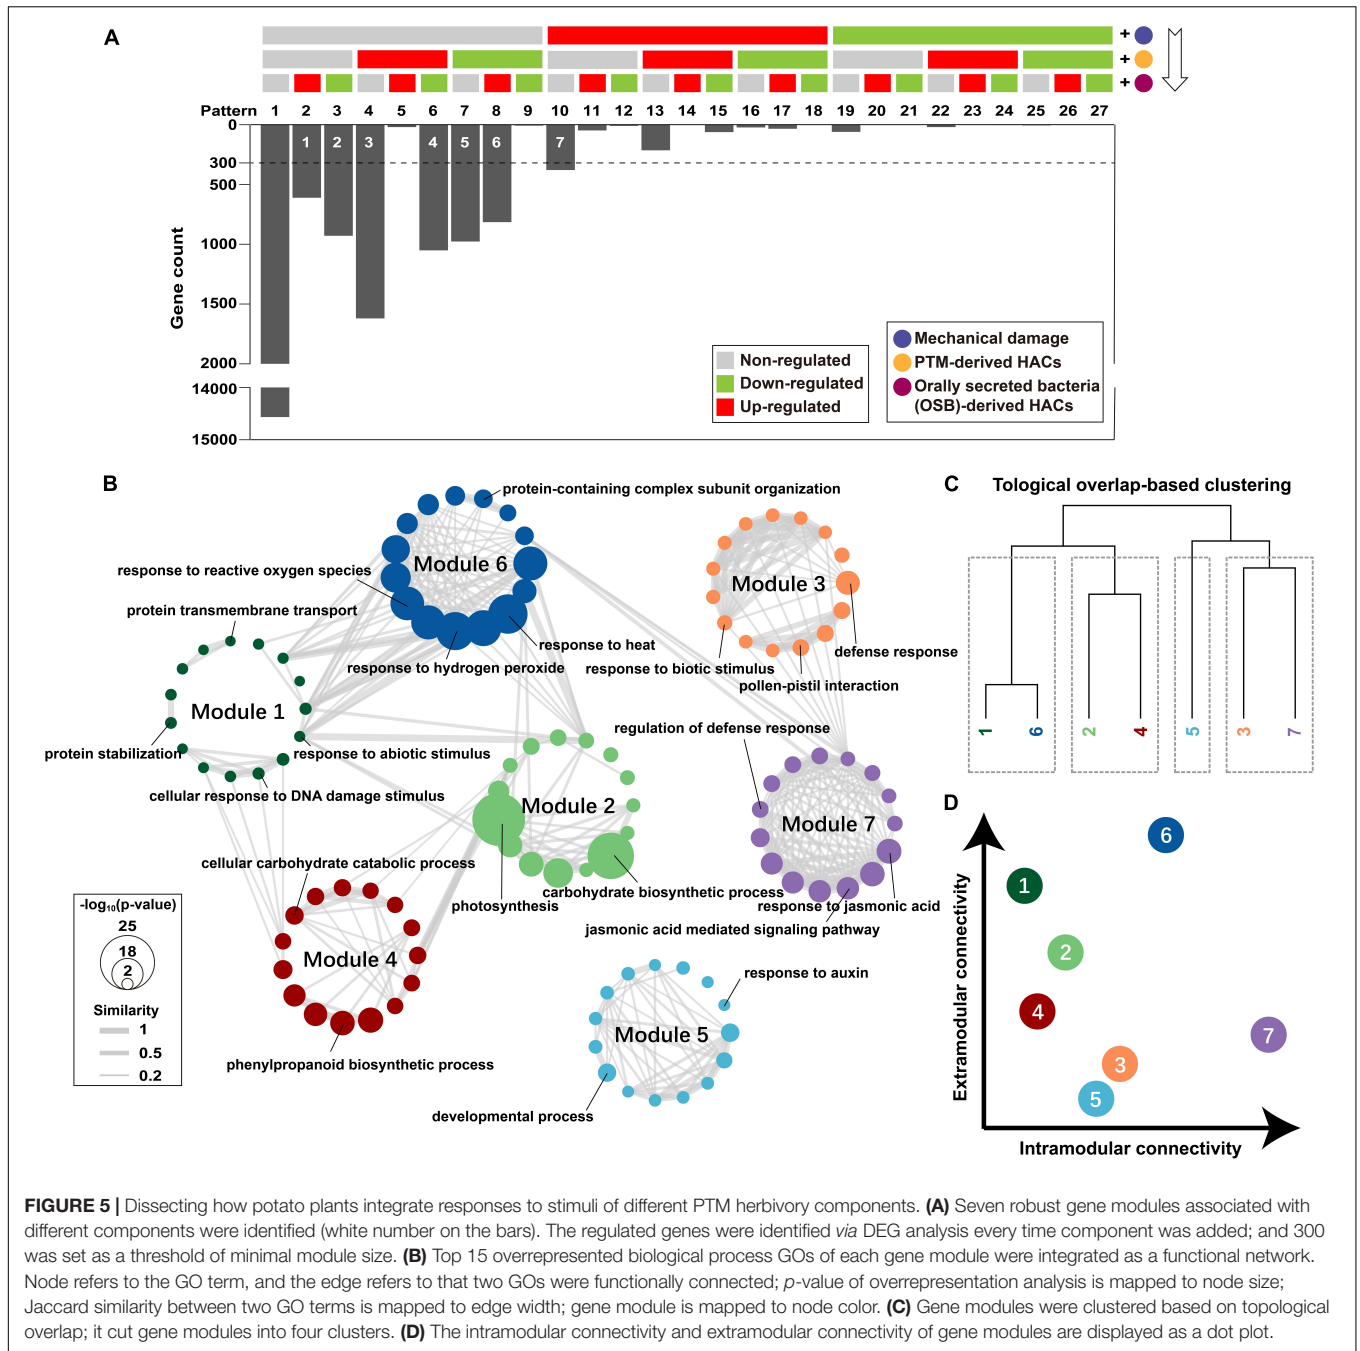 A
+
+
+
Pattern 1 2 3 4 5 6 7 8 9 10 11 12 13 14 15 16 17 18 19 20 21 22 23 24 25 26 27
0
300
500
1000
1500
2000
14000
15000
Gene count
1 2 3 4 5 6 7
Non-regulated
Down-regulated
Up-regulated
Mechanical damage
PTM-derived HACs
Orally secreted bacteria
(OSB)-derived HACs
B
protein-containing complex subunit organization
Module 6
response to reactive oxygen species
protein transmembrane transport
response to heat
response to hydrogen peroxide
Module 1
protein stabilization
response to abiotic stimulus
cellular response to DNA damage stimulus
Module 3
defense response
response to biotic stimulus
pollen-pistil interaction
regulation of defense response
Module 2
Module 7
cellular carbohydrate catabolic process
carbohydrate biosynthetic process
photosynthesis
response to jasmonic acid
jasmonic acid mediated signaling pathway
Module 4
phenylpropanoid biosynthetic process
response to auxin
Module 5
developmental process
-log10(p-value)
25
18
2
Similarity
1
0.5
0.2
C
Tological overlap-based clustering
1 6 2 4 5 3 7
D
Extramodular connectivity
6
1
2
4
7
3
5
Intramodular connectivity
FIGURE 5 | Dissecting how potato plants integrate responses to stimuli of different PTM herbivory components. (A) Seven robust gene modules associated with
different components were identified (white number on the bars). The regulated genes were identified via DEG analysis every time component was added; and 300
was set as a threshold of minimal module size. (B) Top 15 overrepresented biological process GOs of each gene module were integrated as a functional network.
Node refers to the GO term, and the edge refers to that two GOs were functionally connected; p-value of overrepresentation analysis is mapped to node size;
Jaccard similarity between two GO terms is mapped to edge width; gene module is mapped to node color. (C) Gene modules were clustered based on topological
overlap; it cut gene modules into four clusters. (D) The intramodular connectivity and extramodular connectivity of gene modules are displayed as a dot plot.